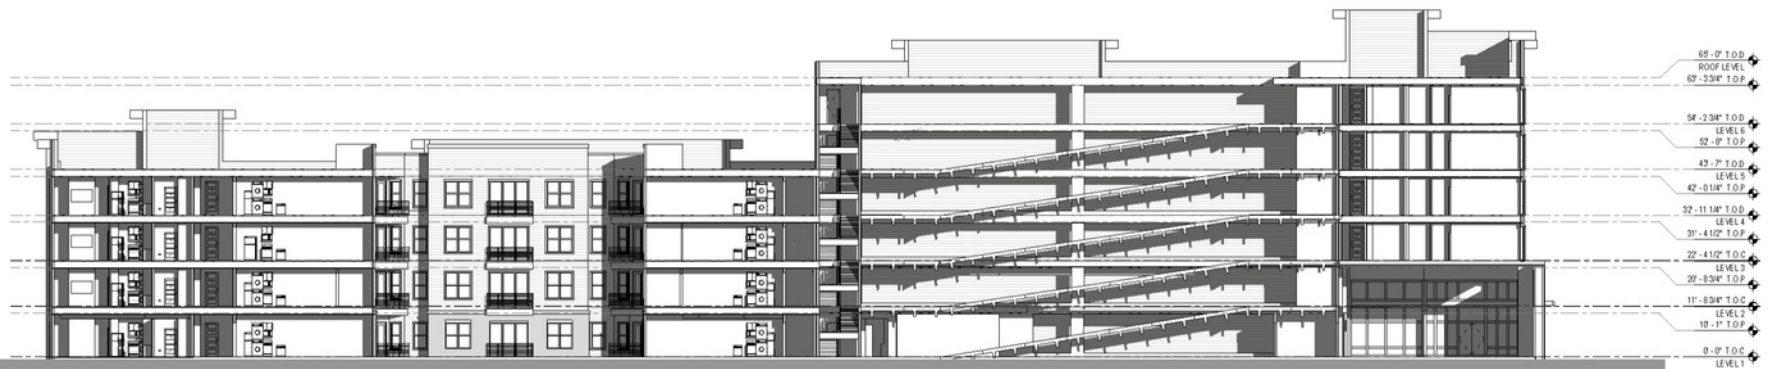 65' - 0" T.O.D
ROOF LEVEL
63' - 3 3/4" T.O.P
54' - 2 3/4" T.O.D
LEVEL 6
52' - 8" T.O.P
43' - 7" T.O.D
LEVEL 5
42' - 0 1/4" T.O.P
32' - 11 1/4" T.O.D
LEVEL 4
31' - 4 1/2" T.O.P
22' - 4 1/2" T.O.C
LEVEL 3
20' - 8 3/4" T.O.P
11' - 8 3/4" T.O.C
LEVEL 2
10' - 1" T.O.P
0' - 0" T.O.C
LEVEL 1